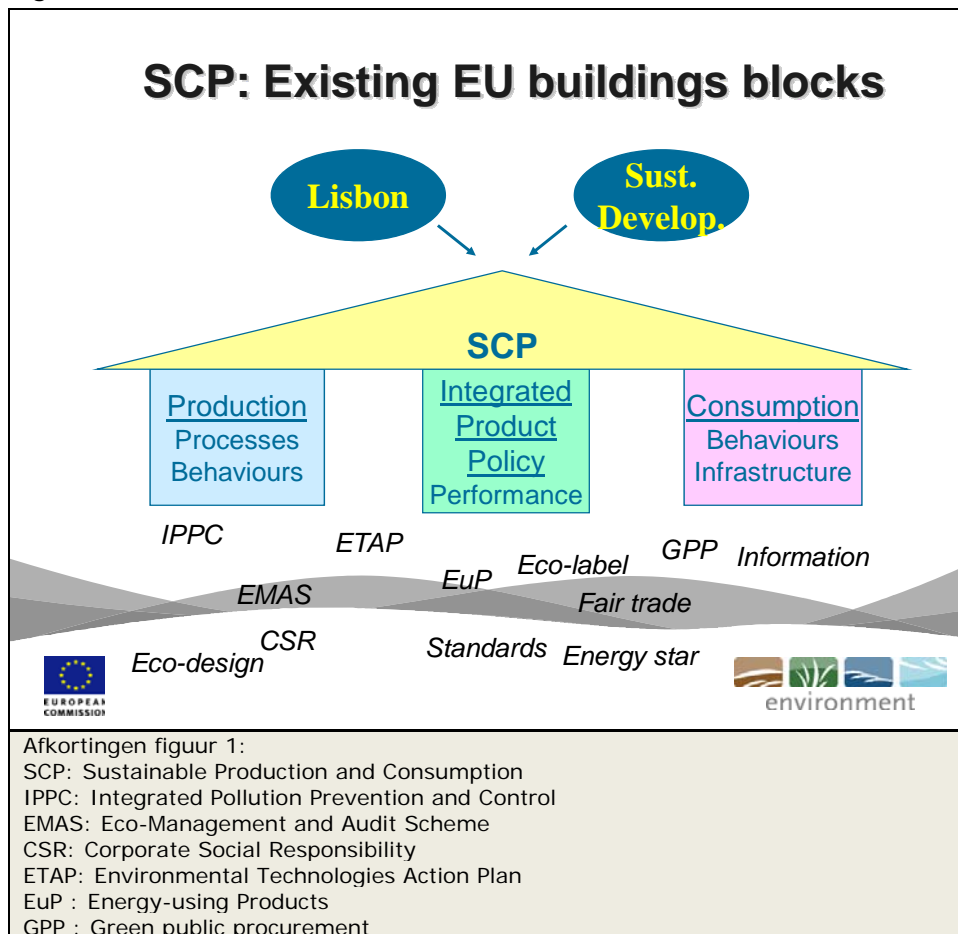 SCP: Existing EU buildings blocks
Lisbon
Sust.
Develop.
SCP
Production
Processes
Behaviours
Integrated
Product
Policy
Performance
Consumption
Behaviours
Infrastructure
IPPC
ETAP
EuP
Eco-label
GPP
Information
EMAS
Fair trade
CSR
Eco-design
Standards
Energy star
EUROPEAN
COMMISSION
environment
Afkortingen figuur 1:
SCP: Sustainable Production and Consumption
IPPC: Integrated Pollution Prevention and Control
EMAS: Eco-Management and Audit Scheme
CSR: Corporate Social Responsibility
ETAP: Environmental Technologies Action Plan
EuP : Energy-using Products
GPP : Green public procurement